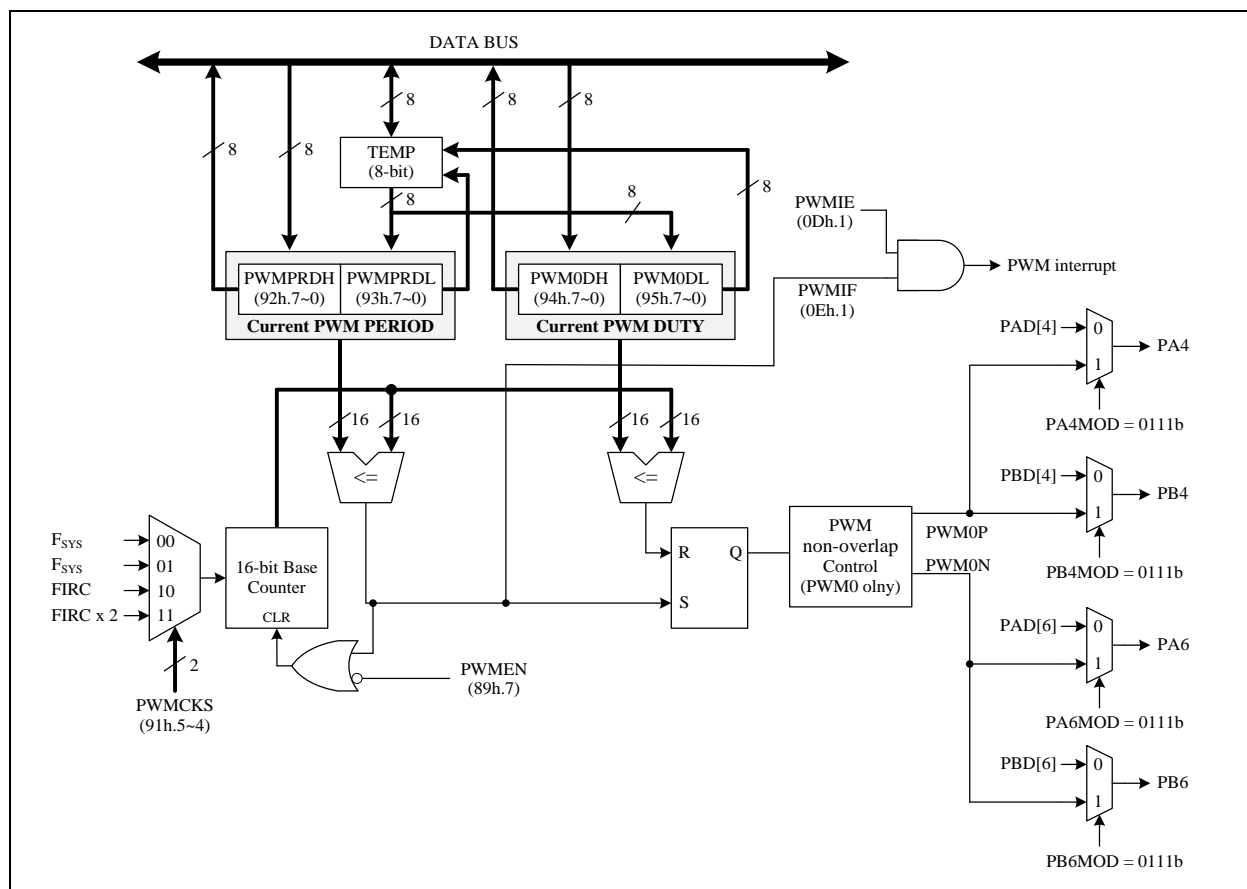 DATA BUS
8
8
8
8
8
TEMP
(8-bit)
8
8
8
PWMPRDH
(92h.7~0)
PWMPRDL
(93h.7~0)
Current PWM PERIOD
PWM0DH
(94h.7~0)
PWM0DL
(95h.7~0)
Current PWM DUTY
PWMIE
(0Dh.1)
PWMIF
(0Eh.1)
PWM interrupt
16
16
16
16
<=
<=
FSYS
FSYS
FIRC
FIRC x 2
00
01
10
11
2
PWMCKS
(91h.5~4)
16-bit Base
Counter
CLR
PWMEN
(89h.7)
R
S
Q
PWM
non-overlap
Control
(PWM0 olny)
PWM0P
PWM0N
PAD[4]
0
1
PA4
PA4MOD = 0111b
PBD[4]
0
1
PB4
PB4MOD = 0111b
PAD[6]
0
1
PA6
PA6MOD = 0111b
PBD[6]
0
1
PB6
PB6MOD = 0111b